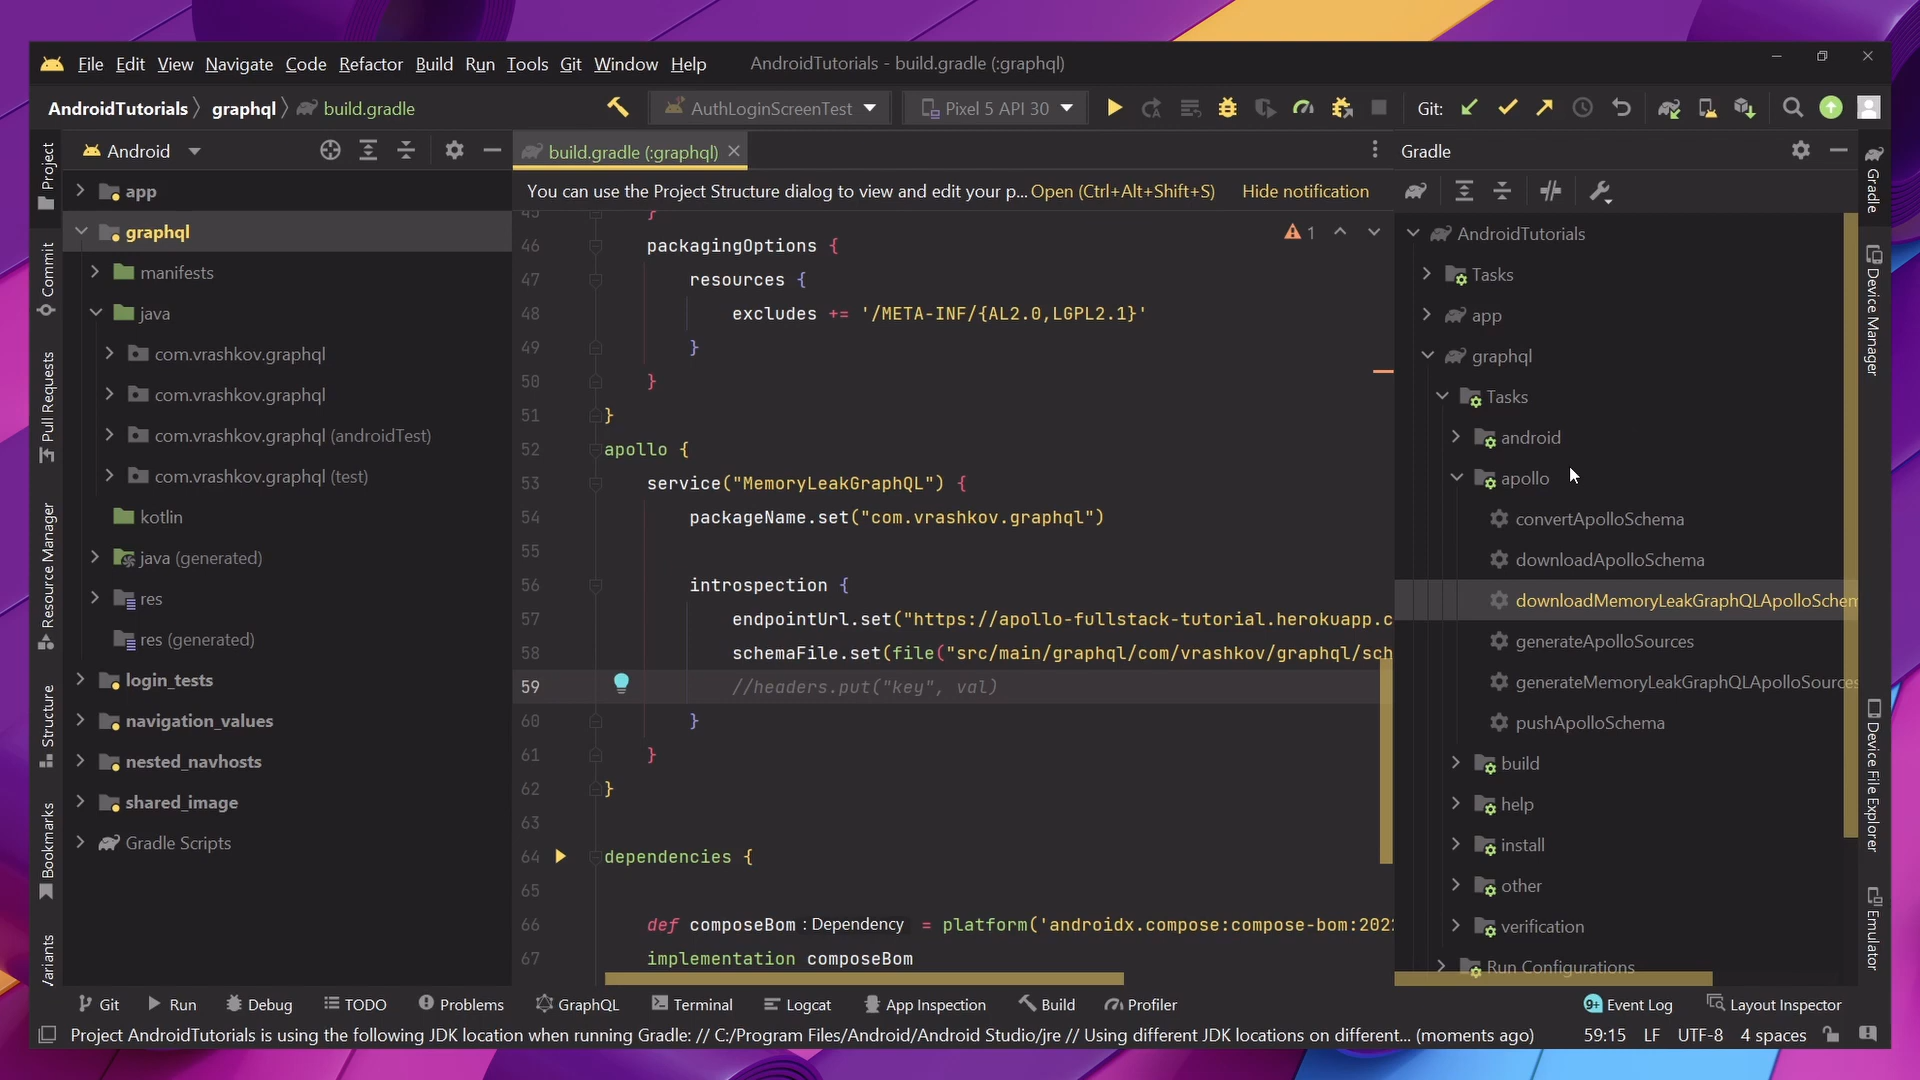 File Edit View Navigate Code Refactor Build Run Tools Git Window Help AndroidTutorials - build.gradle (:graphql)
AndroidTutorials graphql build.gradle AuthLoginScreenTest Pixel 5 API 30 Git:
Project
Commit
Pull Requests
Resource Manager
Structure
Bookmarks
Variants
Android
app
graphql
manifests
java
com.vrashkov.graphql
com.vrashkov.graphql
com.vrashkov.graphql (androidTest)
com.vrashkov.graphql (test)
kotlin
java (generated)
res
res (generated)
login_tests
navigation_values
nested_navhosts
shared_image
Gradle Scripts
build.gradle (:graphql)
You can use the Project Structure dialog to view and edit your p... Open (Ctrl+Alt+Shift+S) Hide notification
1
45 }
46 packagingOptions {
47 resources {
48 excludes += '/META-INF/{AL2.0,LGPL2.1}'
49 }
50 }
51 }
52 apollo {
53 service("MemoryLeakGraphQL") {
54 packageName.set("com.vrashkov.graphql")
55
56 introspection {
57 endpointUrl.set("https://apollo-fullstack-tutorial.herokuapp.c
58 schemaFile.set(file("src/main/graphql/com/vrashkov/graphql/sch
59 //headers.put("key", val)
60 }
61 }
62 }
63
64 dependencies {
65
66 def composeBom : Dependency = platform('androidx.compose:compose-bom:202
67 implementation composeBom
Gradle
AndroidTutorials
Tasks
app
graphql
Tasks
android
apollo
convertApolloSchema
downloadApolloSchema
downloadMemoryLeakGraphQLApolloSchem
generateApolloSources
generateMemoryLeakGraphQLApolloSources
pushApolloSchema
build
help
install
other
verification
Run Configurations
Gradle
Device Manager
Device File Explorer
Emulator
Git Run Debug TODO Problems GraphQL Terminal Logcat App Inspection Build Profiler 9+ Event Log Layout Inspector
Project AndroidTutorials is using the following JDK location when running Gradle: // C:/Program Files/Android/Android Studio/jre // Using different JDK locations on different... (moments ago) 59:15 LF UTF-8 4 spaces